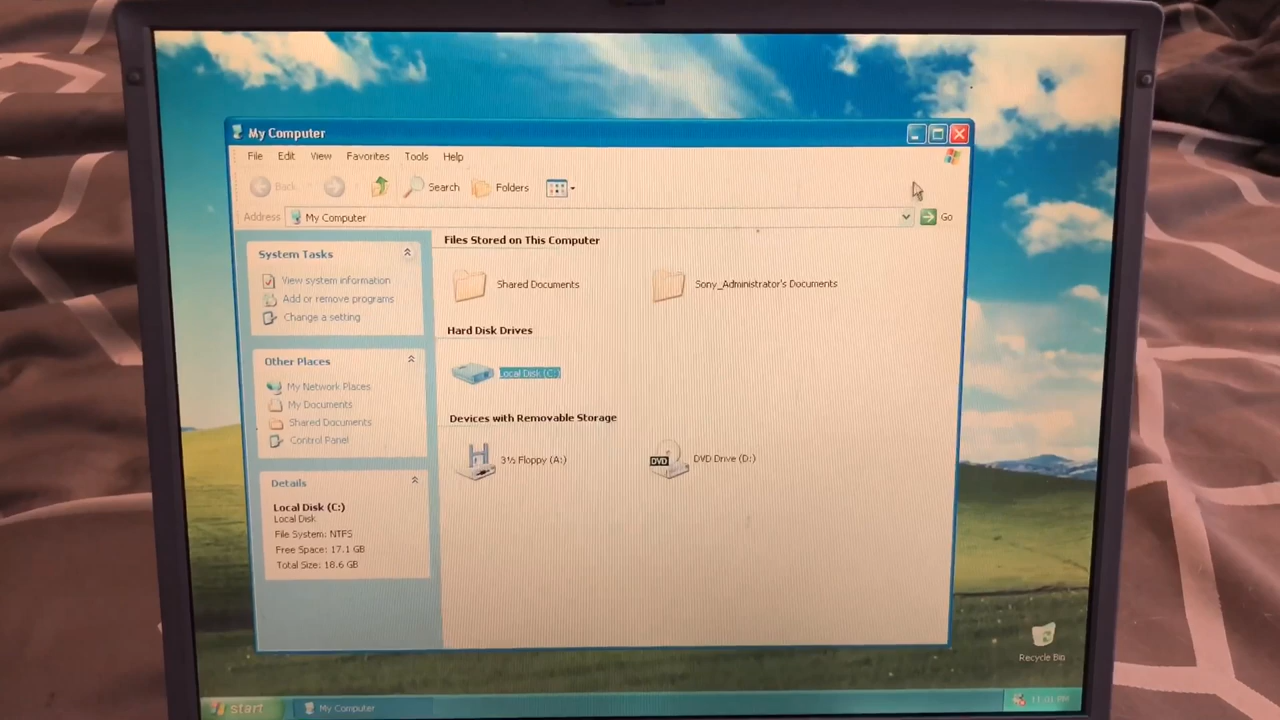 My Computer
File Edit View Favorites Tools Help
Back Search Folders
Address My Computer Go
System Tasks
View system information
Add or remove programs
Change a setting
Other Places
My Network Places
My Documents
Shared Documents
Control Panel
Details
Local Disk (C:)
Local Disk
File System: NTFS
Free Space: 17.1 GB
Total Size: 18.6 GB
Files Stored on This Computer
Shared Documents Sony_Administrator's Documents
Hard Disk Drives
Local Disk (C:)
Devices with Removable Storage
3½ Floppy (A:) DVD DVD Drive (D:)
Recycle Bin
start My Computer